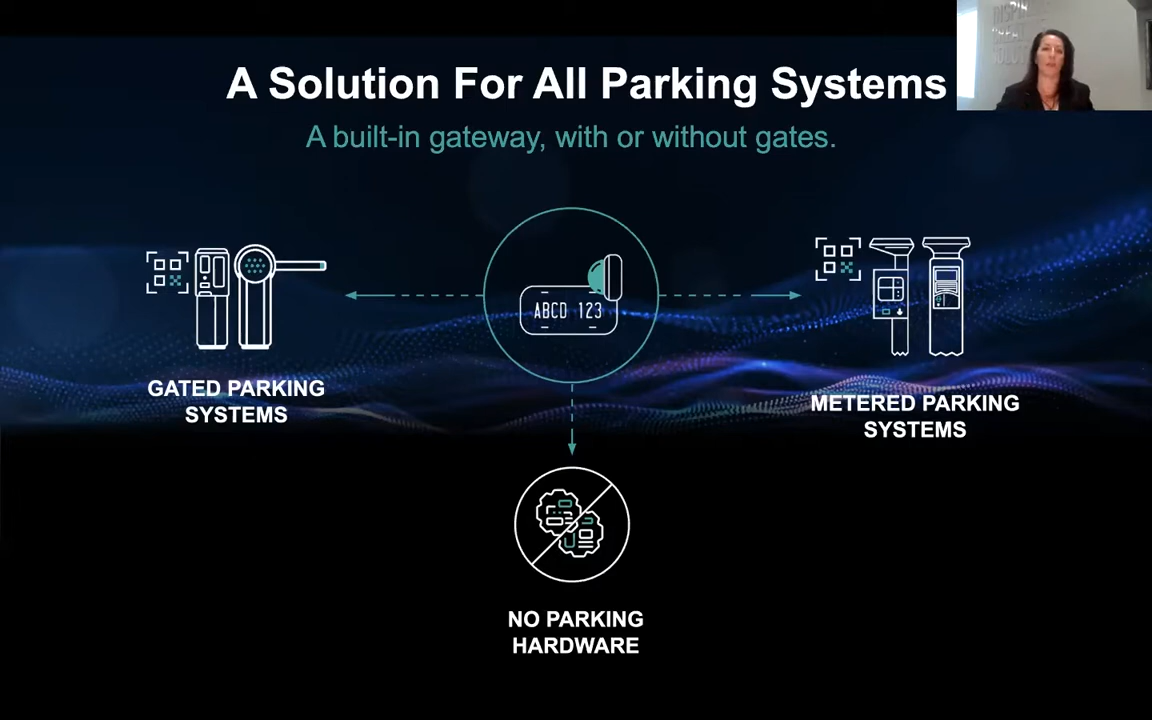 A Solution For All Parking Systems
A built-in gateway, with or without gates.
ABCD 123
GATED PARKING
SYSTEMS
METERED PARKING
SYSTEMS
NO PARKING
HARDWARE